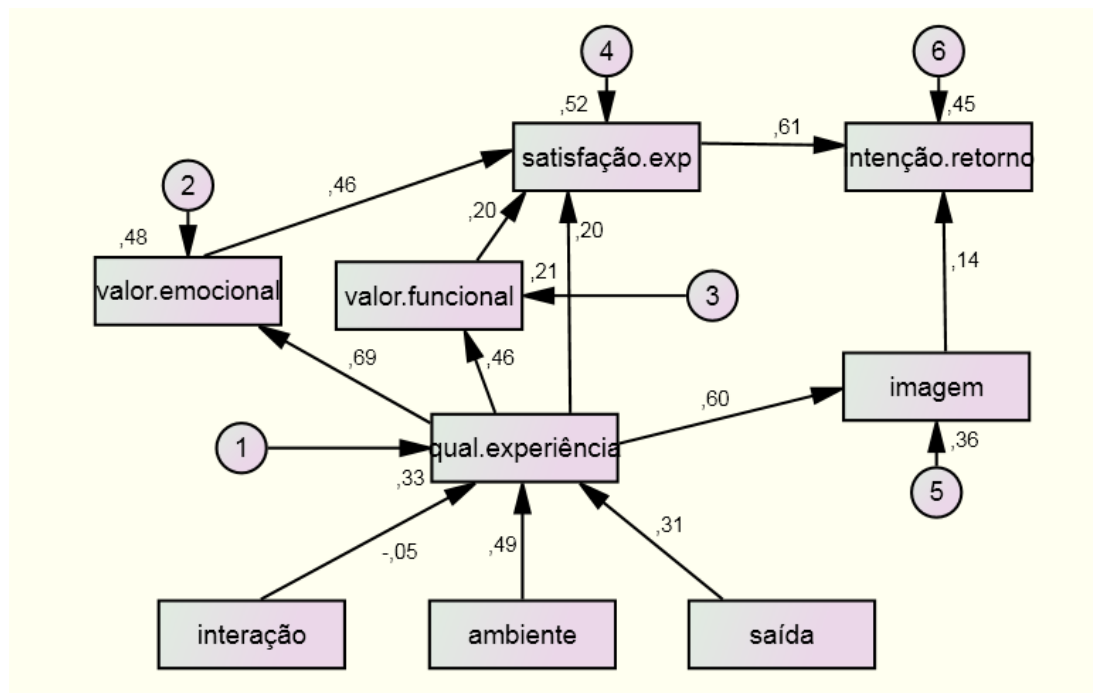 4
6
,52
,45
satisfação.exp
,61
ntenção.retorno
2
,46
,20
,20
,48
valor.emocional
,21
valor.funcional
3
,14
,69
,46
imagem
,60
1
qual.experiência
,36
,33
5
,31
-,05
,49
interação
ambiente
saída